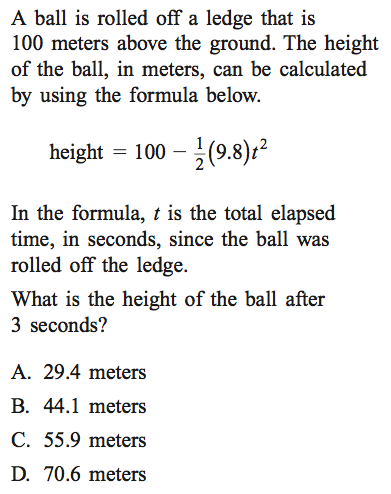 A ball is rolled off a ledge that is
100 meters above the ground. The height
of the ball, in meters, can be calculated
by using the formula below.
height = 100 − 1/2(9.8)t²
In the formula, t is the total elapsed
time, in seconds, since the ball was
rolled off the ledge.
What is the height of the ball after
3 seconds?
A. 29.4 meters
B. 44.1 meters
C. 55.9 meters
D. 70.6 meters